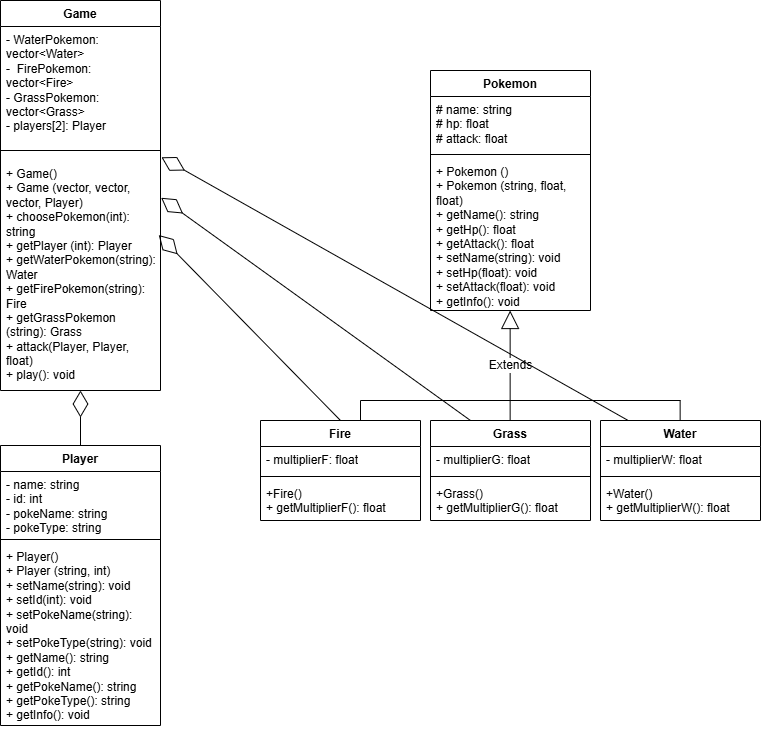 Game
- WaterPokemon:
vector<Water>
-  FirePokemon:
vector<Fire>
- GrassPokemon:
vector<Grass>
- players[2]: Player
+ Game()
+ Game (vector, vector,
vector, Player)
+ choosePokemon(int):
string
+ getPlayer (int): Player
+ getWaterPokemon(string):
Water
+ getFirePokemon(string):
Fire
+ getGrassPokemon
(string): Grass
+ attack(Player, Player,
float)
+ play(): void
Pokemon
# name: string
# hp: float
# attack: float
+ Pokemon ()
+ Pokemon (string, float,
float)
+ getName(): string
+ getHp(): float
+ getAttack(): float
+ setName(string): void
+ setHp(float): void
+ setAttack(float): void
+ getInfo(): void
Extends
Fire
- multiplierF: float
+Fire()
+ getMultiplierF(): float
Grass
- multiplierG: float
+Grass()
+ getMultiplierG(): float
Water
- multiplierW: float
+Water()
+ getMultiplierW(): float
Player
- name: string
- id: int
- pokeName: string
- pokeType: string
+ Player()
+ Player (string, int)
+ setName(string): void
+ setId(int): void
+ setPokeName(string):
void
+ setPokeType(string): void
+ getName(): string
+ getId(): int
+ getPokeName(): string
+ getPokeType(): string
+ getInfo(): void